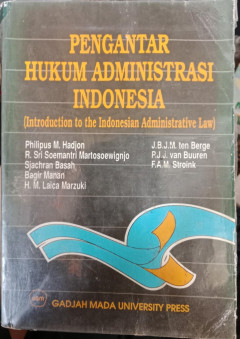 PENGANTAR
HUKUM ADMINISTRASI
INDONESIA
(Introduction to the Indonesian Administrative Law)
Philipus M. Hadjon
R. Sri Soemantri Martosoewignjo
Sjachran Basah
Bagir Manan
H. M. Laica Marzuki
J.B.J.M. ten Berge
P.J.J. van Buuren
F.A.M. Stroink
GADJAH MADA UNIVERSITY PRESS